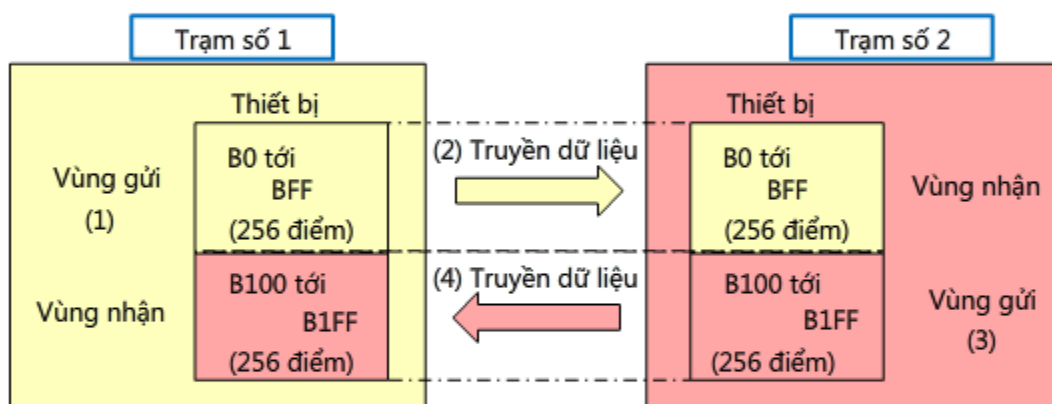 Trạm số 1
Trạm số 2
Thiết bị
Thiết bị
Vùng gửi
(1)
B0 tới
BFF
(256 điểm)
(2) Truyền dữ liệu
B0 tới
BFF
(256 điểm)
Vùng nhận
Vùng nhận
B100 tới
B1FF
(256 điểm)
(4) Truyền dữ liệu
B100 tới
B1FF
(256 điểm)
Vùng gửi
(3)